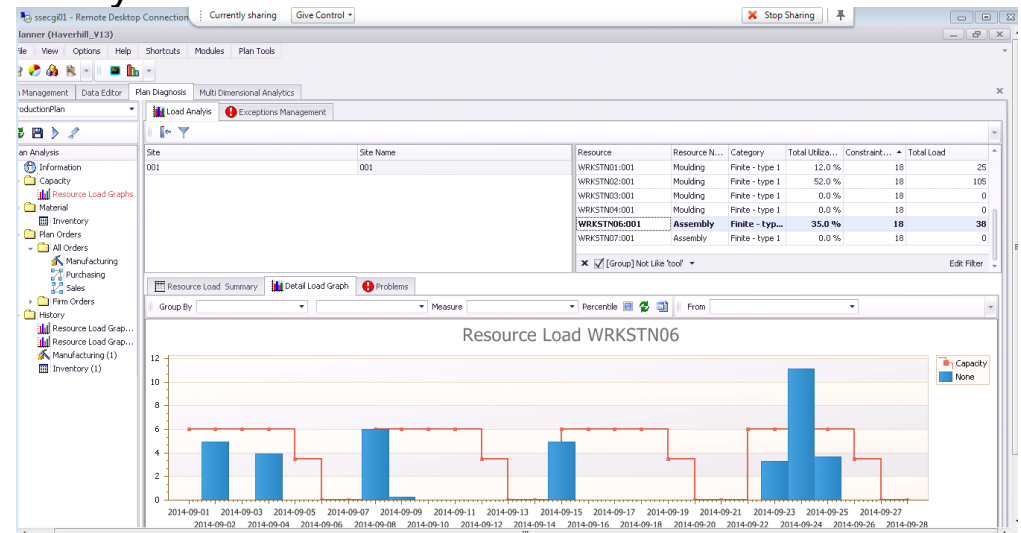 ssecgi01 - Remote Desktop Connection
Currently sharing Give Control
Stop Sharing
lanner (Haverhill_V13)
ile View Options Help Shortcuts Modules Plan Tools
Management Data Editor Plan Diagnosis Multi Dimensional Analytics
roductionPlan
Load Analyis Exceptions Management
an Analysis
Information
Capacity
Resource Load Graphs
Material
Inventory
Plan Orders
All Orders
Manufacturing
Purchasing
Sales
Firm Orders
History
Resource Load Grap...
Resource Load Grap...
Manufacturing (1)
Inventory (1)
Site Site Name
001 001
Resource Resource N... Category Total Utiliza... Constraint... Total Load
WRKSTN01:001 Moulding Finite - type 1 12.0 % 18 25
WRKSTN02:001 Moulding Finite - type 1 52.0 % 18 105
WRKSTN03:001 Moulding Finite - type 1 0.0 % 18 0
WRKSTN04:001 Moulding Finite - type 1 0.0 % 18 0
WRKSTN06:001 Assembly Finite - typ... 35.0 % 18 38
WRKSTN07:001 Assembly Finite - type 1 0.0 % 18 0
[Group] Not Like 'tool' Edit Filter
Resource Load Summary Detail Load Graph Problems
Group By Measure Percentile From
Resource Load WRKSTN06
Capacity
None
12
10
8
6
4
2
0
2014-09-01 2014-09-03 2014-09-05 2014-09-07 2014-09-09 2014-09-11 2014-09-13 2014-09-15 2014-09-17 2014-09-19 2014-09-21 2014-09-23 2014-09-25 2014-09-27
2014-09-02 2014-09-04 2014-09-06 2014-09-08 2014-09-10 2014-09-12 2014-09-14 2014-09-16 2014-09-18 2014-09-20 2014-09-22 2014-09-24 2014-09-26 2014-09-28